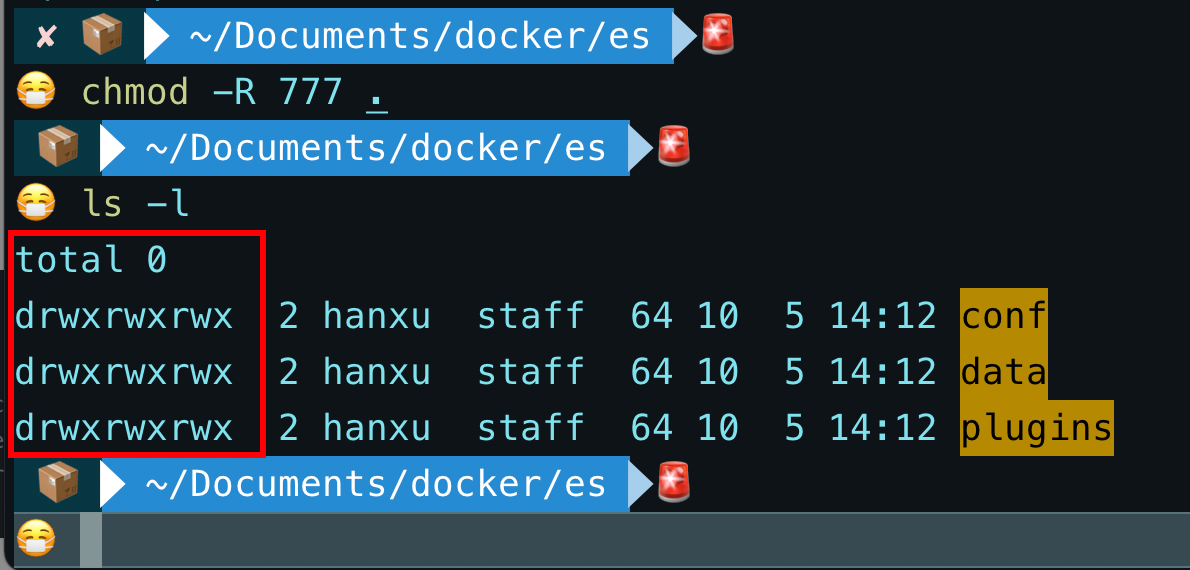 ✘ 📦 ~/Documents/docker/es 🚨
😷 chmod -R 777 .
📦 ~/Documents/docker/es 🚨
😷 ls -l
total 0
drwxrwxrwx  2 hanxu  staff  64 10  5 14:12 conf
drwxrwxrwx  2 hanxu  staff  64 10  5 14:12 data
drwxrwxrwx  2 hanxu  staff  64 10  5 14:12 plugins
📦 ~/Documents/docker/es 🚨
😷